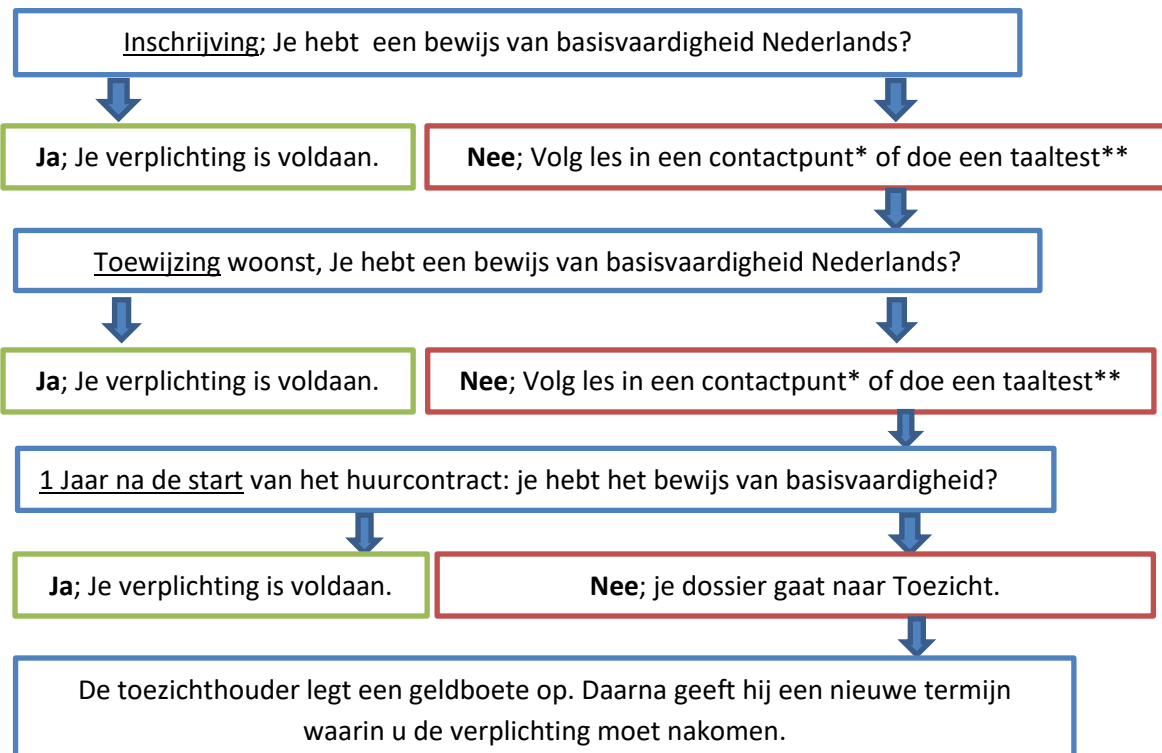 Inschrijving; Je hebt een bewijs van basisvaardigheid Nederlands?
Ja; Je verplichting is voldaan.
Nee; Volg les in een contactpunt* of doe een taaltest**
Toewijzing woonst, Je hebt een bewijs van basisvaardigheid Nederlands?
Ja; Je verplichting is voldaan.
Nee; Volg les in een contactpunt* of doe een taaltest**
1 Jaar na de start van het huurcontract: je hebt het bewijs van basisvaardigheid?
Ja; Je verplichting is voldaan.
Nee; je dossier gaat naar Toezicht.
De toezichthouder legt een geldboete op. Daarna geeft hij een nieuwe termijn
waarin u de verplichting moet nakomen.